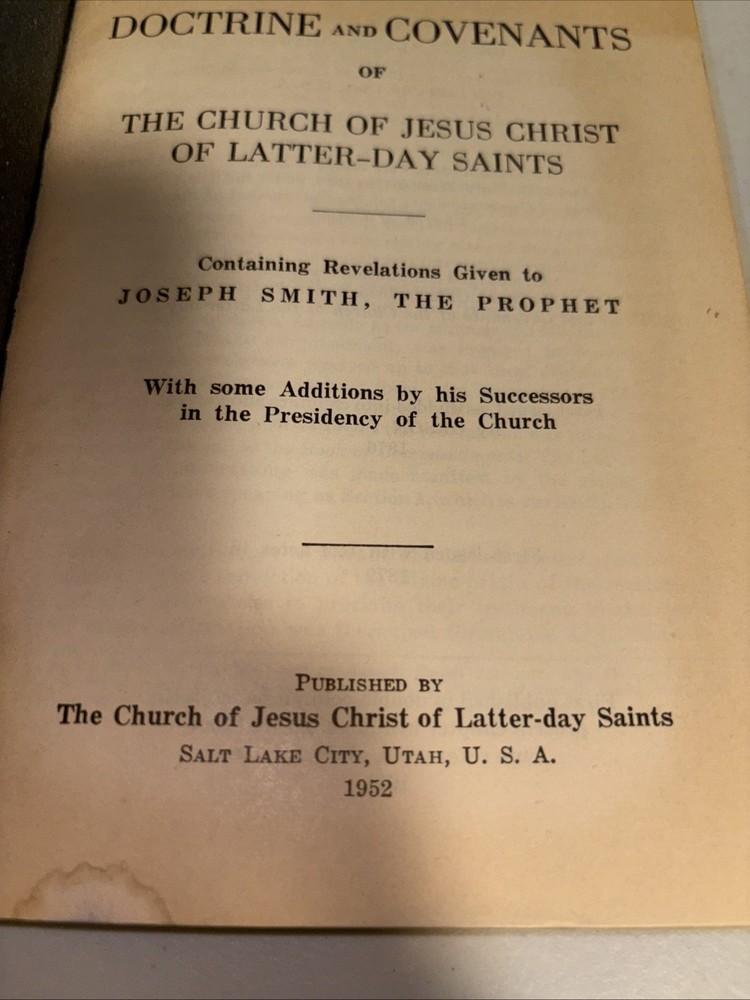 DOCTRINE AND COVENANTS
OF
THE CHURCH OF JESUS CHRIST
OF LATTER-DAY SAINTS
Containing Revelations Given to
JOSEPH SMITH, THE PROPHET
With some Additions by his Successors
in the Presidency of the Church
PUBLISHED BY
The Church of Jesus Christ of Latter-day Saints
SALT LAKE CITY, UTAH, U. S. A.
1952